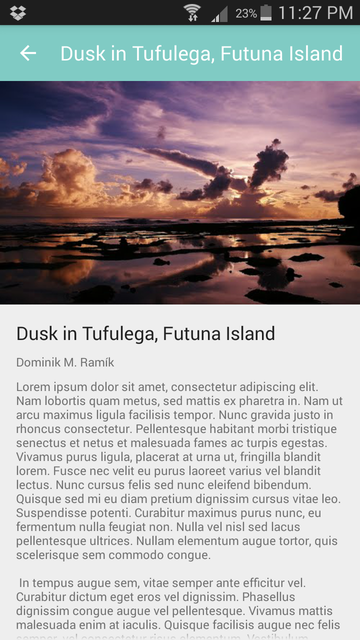 23% 11:27 PM
Dusk in Tufulega, Futuna Island
Dusk in Tufulega, Futuna Island
Dominik M. Ramík
Lorem ipsum dolor sit amet, consectetur adipiscing elit.
Nam lobortis quam metus, sed mattis ex pharetra in. Nam ut
arcu maximus ligula facilisis tempor. Nunc gravida justo in
rhoncus consectetur. Pellentesque habitant morbi tristique
senectus et netus et malesuada fames ac turpis egestas.
Vivamus purus ligula, placerat at urna ut, fringilla blandit
lorem. Fusce nec velit eu purus laoreet varius vel blandit
lectus. Nunc cursus felis sed nunc eleifend bibendum.
Quisque sed mi eu diam pretium dignissim cursus vitae leo.
Suspendisse potenti. Curabitur maximus purus nunc, eu
fermentum nulla feugiat non. Nulla vel nisl sed lacus
pellentesque ultrices. Nullam elementum augue tortor, quis
scelerisque sem commodo congue.
In tempus augue sem, vitae semper ante efficitur vel.
Curabitur dictum eget eros vel dignissim. Phasellus
dignissim congue augue vel pellentesque. Vivamus mattis
malesuada enim at iaculis. Quisque facilisis augue nec felis